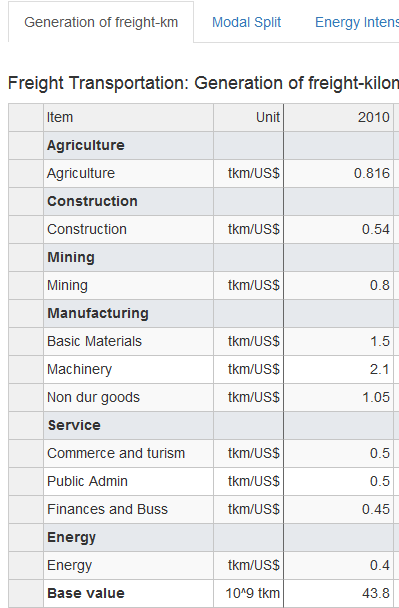 Generation of freight-km Modal Split Energy Intens
Freight Transportation: Generation of freight-kilon
Item Unit 2010
Agriculture
Agriculture tkm/US$ 0.816
Construction
Construction tkm/US$ 0.54
Mining
Mining tkm/US$ 0.8
Manufacturing
Basic Materials tkm/US$ 1.5
Machinery tkm/US$ 2.1
Non dur goods tkm/US$ 1.05
Service
Commerce and turism tkm/US$ 0.5
Public Admin tkm/US$ 0.5
Finances and Buss tkm/US$ 0.45
Energy
Energy tkm/US$ 0.4
Base value 10^9 tkm 43.8